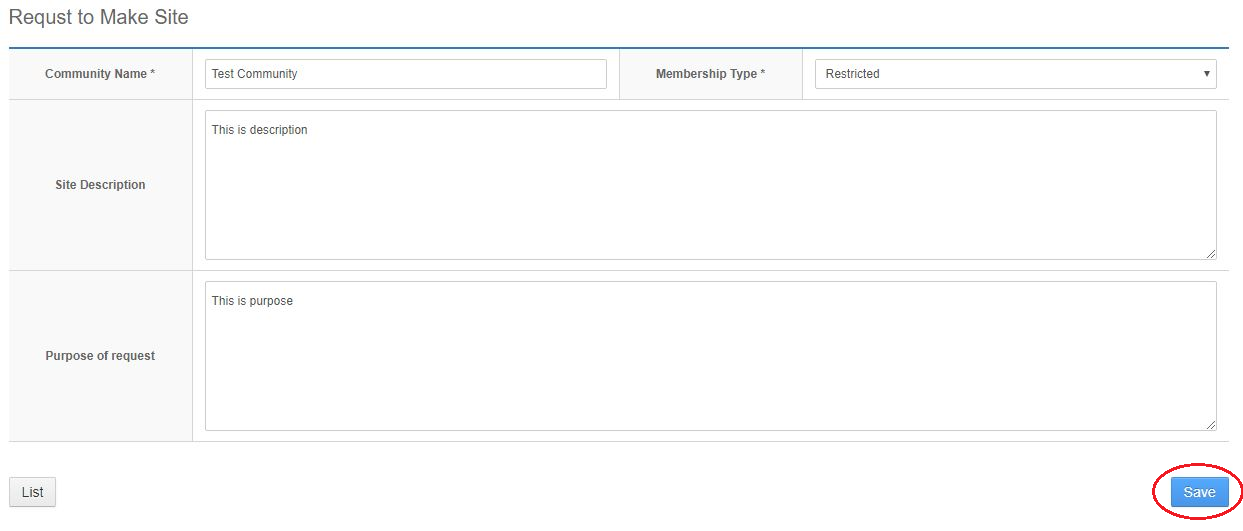 Requst to Make Site
Community Name *
Test Community
Membership Type *
Restricted
Site Description
This is description
Purpose of request
This is purpose
List
Save